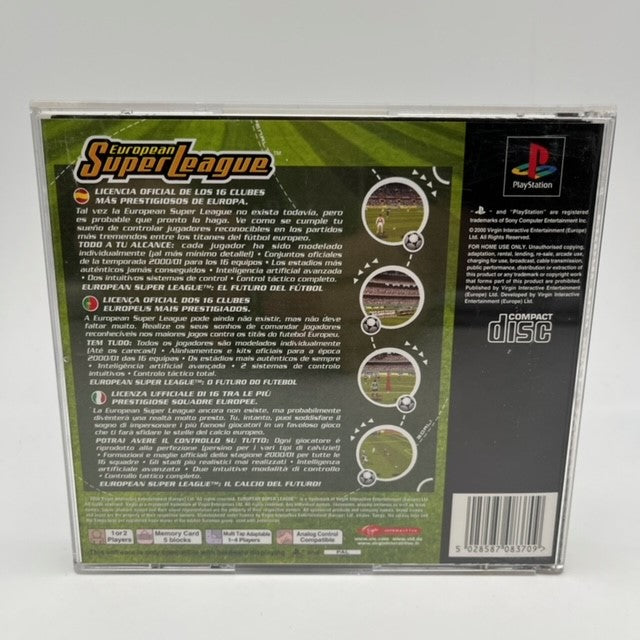 European
Super League™
LICENCIA OFICIAL DE LOS 16 CLUBES
MÁS PRESTIGIOSOS DE EUROPA.
Tal vez la European Super League no exista todavía, pero
es probable que pronto lo haga. Ve como se cumple tu
sueño de controlar jugadores reconocibles en los partidos
más tremendos entre los titanes del fútbol europeo.
TODO A TU ALCANCE: cada jugador ha sido modelado
individualmente (¡al más mínimo detalle!) • Conjuntos oficiales
de la temporada 2000/01 para los 16 equipos • Los estadios más
auténticos jamás conseguidos • Inteligencia artificial avanzada
• Dos sistemas de control intuitivos • Control táctico completo.
EUROPEAN SUPER LEAGUE™: EL FUTURO DEL FÚTBOL
LICENÇA OFICIAL DOS 16 CLUBES
EUROPEUS MAIS PRESTIGIADOS.
A European Super League pode ainda não existir, mas não deve
faltar muito. Realize os seus sonhos de comandar jogadores
reconhecíveis nos maiores jogos contra os titãs do futebol Europeu.
TEM TUDO: Todos os jogadores são modelados individualmente
(Até os carecas!) • Alinhamentos e kits oficiais para a época
2000/01 das 16 equipas • Os estádios mais autênticos de sempre
• Inteligência artificial avançada • 2 sistemas de controlo
intuitivos • Controlo táctico total.
EUROPEAN SUPER LEAGUE™: O FUTURO DO FUTEBOL
LICENZA UFFICIALE DI 16 TRA LE PIÙ
PRESTIGIOSE SQUADRE EUROPEE.
La European Super League ancora non esiste, ma probabilmente
diventerà una realtà molto presto. Tu, intanto, puoi soddisfare il
sogno di impersonare i più famosi giocatori in un favoloso gioco
che ti farà sfidare le stelle del calcio europeo.
POTRAI AVERE IL CONTROLLO SU TUTTO: Ogni giocatore è
riprodotto alla perfezione (persino per i vari tipi di calvizie!)
• Formazioni e maglie ufficiali della stagione 2000/01 per tutte le
16 squadre • Gli stadi più realistici mai realizzati • Intelligenza
artificiale avanzata • Due intuitive modalità di controllo
• Controllo tattico completo.
EUROPEAN SUPER LEAGUE™: IL CALCIO DEL FUTURO!
PlayStation
and "PlayStation" are registered
trademarks of Sony Computer Entertainment Inc.
© 2000 Virgin Interactive Entertainment (Europe)
Ltd. All Rights Reserved.
FOR HOME USE ONLY. Unauthorised copying,
adaptation, rental, lending, re-sale, arcade use,
charging for use, broadcast, cable transmission,
public performance, distribution or extraction of
this product or any trademark or copyright work
that forms part of this product are prohibited.
Published by Virgin Interactive Entertainment
(Europe) Ltd. Developed by Virgin Interactive
Entertainment (Europe) Ltd.
COMPACT
disc
1 or 2
Players
Memory Card
5 blocks
Multi Tap Adaptable
1-4 Players
Analog Control
Compatible
Virgin INTERACTIVE
This software is only compatible with hardware displaying
PAL
5 028587 083709